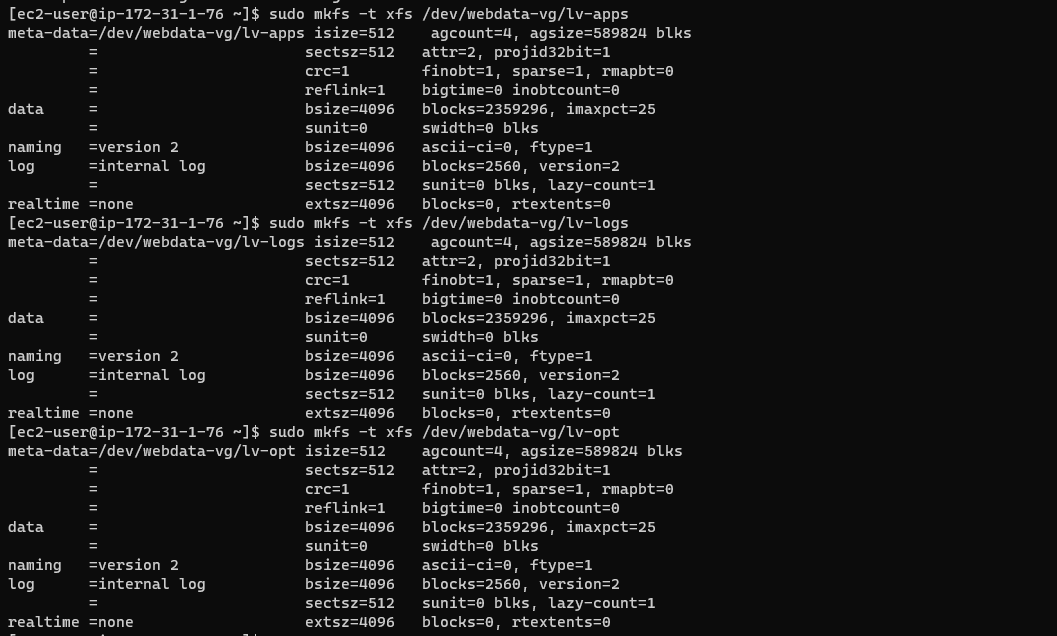 [ec2-user@ip-172-31-1-76 ~]$ sudo mkfs -t xfs /dev/webdata-vg/lv-apps
meta-data=/dev/webdata-vg/lv-apps isize=512    agcount=4, agsize=589824 blks
         =                       sectsz=512   attr=2, projid32bit=1
         =                       crc=1        finobt=1, sparse=1, rmapbt=0
         =                       reflink=1    bigtime=0 inobtcount=0
data     =                       bsize=4096   blocks=2359296, imaxpct=25
         =                       sunit=0      swidth=0 blks
naming   =version 2              bsize=4096   ascii-ci=0, ftype=1
log      =internal log           bsize=4096   blocks=2560, version=2
         =                       sectsz=512   sunit=0 blks, lazy-count=1
realtime =none                   extsz=4096   blocks=0, rtextents=0
[ec2-user@ip-172-31-1-76 ~]$ sudo mkfs -t xfs /dev/webdata-vg/lv-logs
meta-data=/dev/webdata-vg/lv-logs isize=512    agcount=4, agsize=589824 blks
         =                       sectsz=512   attr=2, projid32bit=1
         =                       crc=1        finobt=1, sparse=1, rmapbt=0
         =                       reflink=1    bigtime=0 inobtcount=0
data     =                       bsize=4096   blocks=2359296, imaxpct=25
         =                       sunit=0      swidth=0 blks
naming   =version 2              bsize=4096   ascii-ci=0, ftype=1
log      =internal log           bsize=4096   blocks=2560, version=2
         =                       sectsz=512   sunit=0 blks, lazy-count=1
realtime =none                   extsz=4096   blocks=0, rtextents=0
[ec2-user@ip-172-31-1-76 ~]$ sudo mkfs -t xfs /dev/webdata-vg/lv-opt
meta-data=/dev/webdata-vg/lv-opt isize=512    agcount=4, agsize=589824 blks
         =                       sectsz=512   attr=2, projid32bit=1
         =                       crc=1        finobt=1, sparse=1, rmapbt=0
         =                       reflink=1    bigtime=0 inobtcount=0
data     =                       bsize=4096   blocks=2359296, imaxpct=25
         =                       sunit=0      swidth=0 blks
naming   =version 2              bsize=4096   ascii-ci=0, ftype=1
log      =internal log           bsize=4096   blocks=2560, version=2
         =                       sectsz=512   sunit=0 blks, lazy-count=1
realtime =none                   extsz=4096   blocks=0, rtextents=0